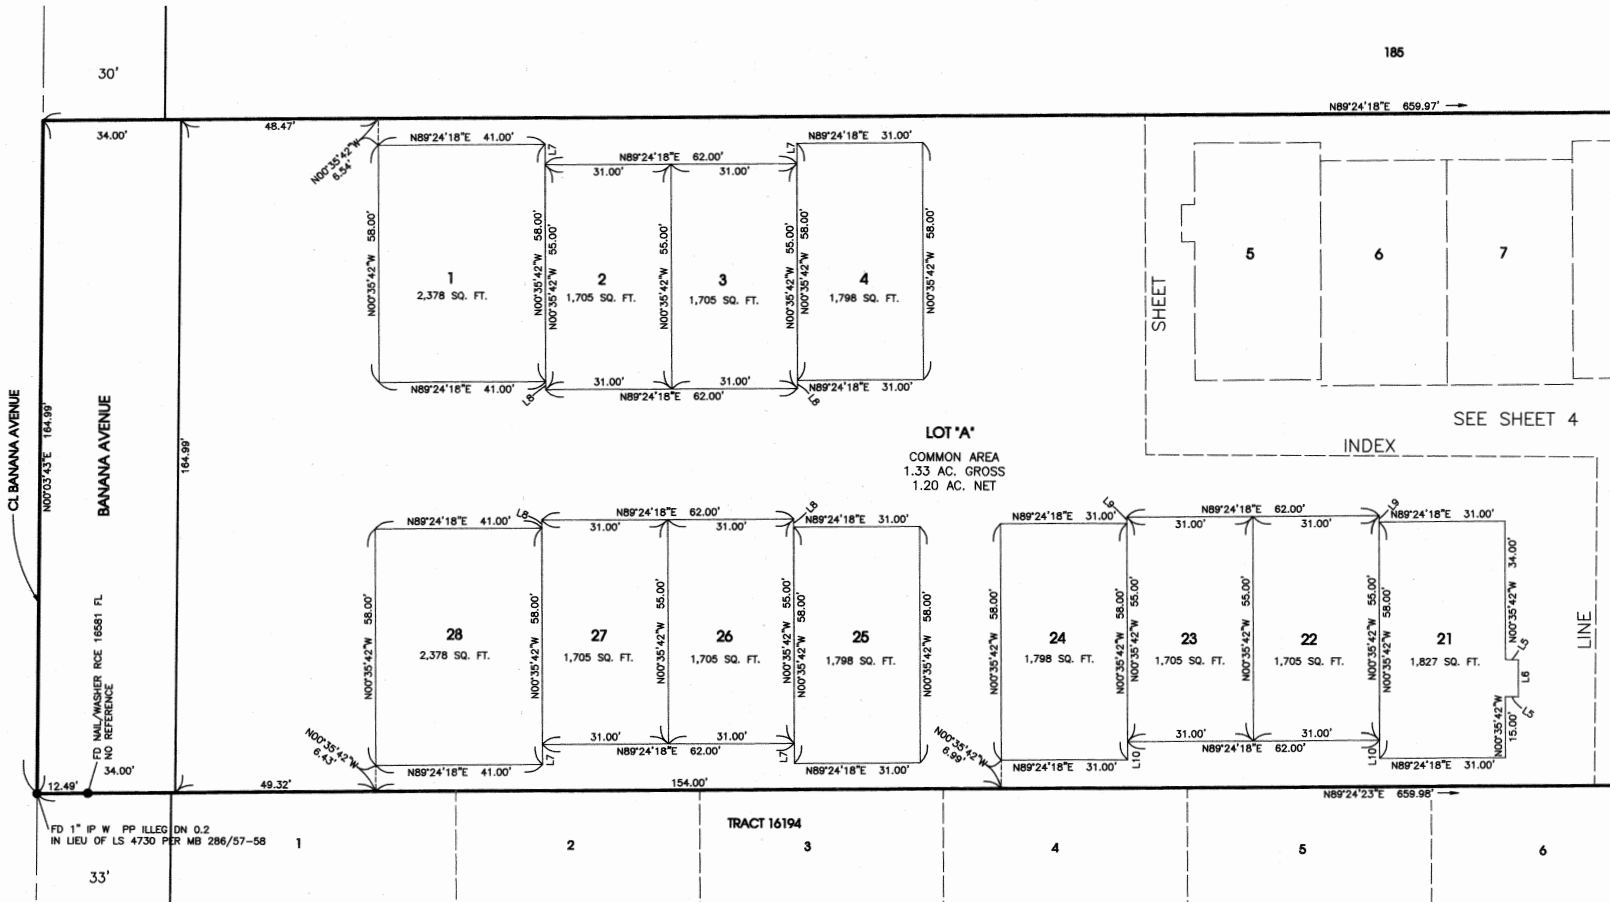 30'
185
N89°24'18"E 659.97'
34.00'
48.47'
N00°35'42"W
6.54'
N89°24'18"E 41.00'
L7
N89°24'18"E 62.00'
31.00'
31.00'
L7
N89°24'18"E 31.00'
N00°35'42"W 58.00'
1
2,378 SQ. FT.
N00°35'42"W 58.00'
N00°35'42"W 55.00'
2
1,705 SQ. FT.
N00°35'42"W 55.00'
3
1,705 SQ. FT.
N00°35'42"W 55.00'
N00°35'42"W 58.00'
4
1,798 SQ. FT.
N00°35'42"W 58.00'
SHEET
5
6
7
N89°24'18"E 41.00'
L8
31.00'
31.00'
N89°24'18"E 62.00'
L8
N89°24'18"E 31.00'
SEE SHEET 4
INDEX
LINE
CL BANANA AVENUE
N00°03'43"E 164.99'
BANANA AVENUE
164.99'
LOT "A"
COMMON AREA
1.33 AC. GROSS
1.20 AC. NET
N89°24'18"E 41.00'
L8
N89°24'18"E 62.00'
31.00'
31.00'
L8
N89°24'18"E 31.00'
N89°24'18"E 31.00'
L9
N89°24'18"E 62.00'
31.00'
31.00'
L9
N89°24'18"E 31.00'
N00°35'42"W 58.00'
28
2,378 SQ. FT.
N00°35'42"W 58.00'
27
1,705 SQ. FT.
N00°35'42"W 55.00'
26
1,705 SQ. FT.
N00°35'42"W 55.00'
N00°35'42"W 58.00'
25
1,798 SQ. FT.
N00°35'42"W 58.00'
N00°35'42"W 58.00'
24
1,798 SQ. FT.
N00°35'42"W 58.00'
N00°35'42"W 55.00'
23
1,705 SQ. FT.
22
1,705 SQ. FT.
N00°35'42"W 55.00'
N00°35'42"W 58.00'
21
1,827 SQ. FT.
N00°35'42"W 34.00'
L5
L6
L5
N00°35'42"W
15.00'
FD NAIL/WASHER RCE 16581 FL
NO REFERENCE
N00°35'42"W
6.43'
N89°24'18"E 41.00'
L7
31.00'
31.00'
N89°24'18"E 62.00'
L7
N89°24'18"E 31.00'
N00°35'42"W
6.99'
N89°24'18"E 31.00'
L10
31.00'
31.00'
N89°24'18"E 62.00'
L10
N89°24'18"E 31.00'
12.49'
34.00'
49.32'
154.00'
N89°24'23"E 659.98'
FD 1" IP W PP ILLEG DN 0.2
IN LIEU OF LS 4730 PER MB 286/57-58
TRACT 16194
1
2
3
4
5
6
33'